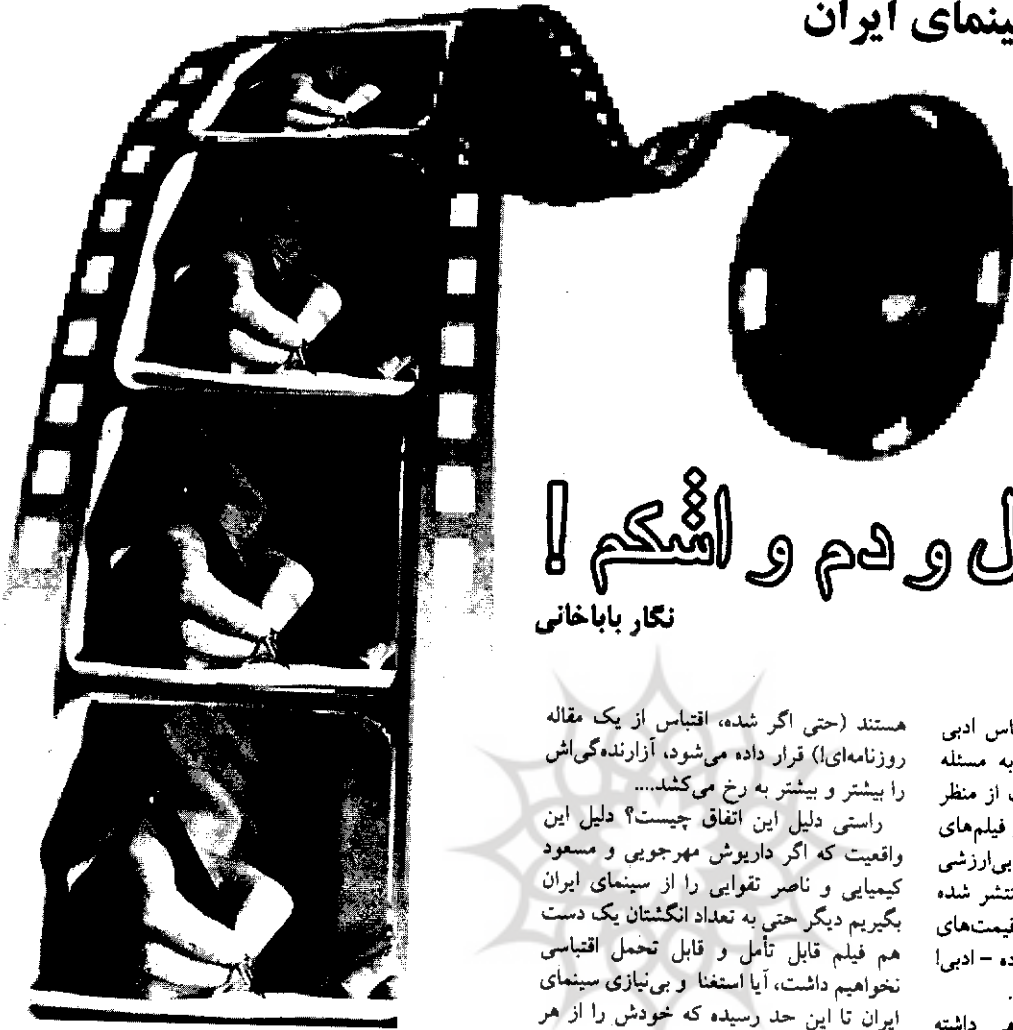 ینمای ایران
ل و دم و اشکم !
نگار باباخانی
اس ادبی
به مسئله
از منظر
فیلم‌های
بی‌ارزشی
نتشر شده
قیمت‌های
ده – ادبی!
داشته
هستند (حتی اگر شده، اقتباس از یک مقاله
روزنامه‌ای!) قرار داده می‌شود، آزارنده‌گی‌اش
را بیشتر و بیشتر به رخ می‌کشد....
راستی دلیل این اتفاق چیست؟ دلیل این
واقعیت که اگر داریوش مهرجویی و مسعود
کیمیایی و ناصر تقوایی را از سینمای ایران
بگیریم دیگر حتی به تعداد انگشتان یک دست
هم فیلم قابل تأمل و قابل تحمل اقتباسی
نخواهیم داشت، آیا استغنا و بی‌نیازی سینمای
ایران تا این حد رسیده که خودش را از هر